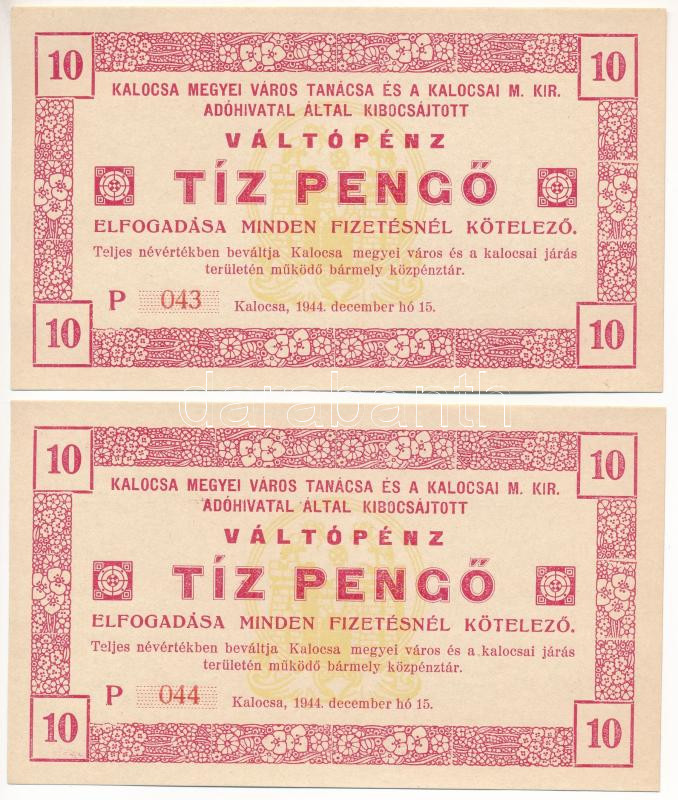 10 10
KALOCSA MEGYEI VÁROS TANÁCSA ÉS A KALOCSAI M. KIR.
ADÓHIVATAL ÁLTAL KIBOCSÁJTOTT
VÁLTÓPÉNZ
TÍZ PENGŐ
ELFOGADÁSA MINDEN FIZETÉSNÉL KÖTELEZŐ.
Teljes névértékben beváltja Kalocsa megyei város és a kalocsai járás
területén működő bármely közpénztár.
P 043 Kalocsa, 1944. december hó 15.
10 10
darabanth
10 10
KALOCSA MEGYEI VÁROS TANÁCSA ÉS A KALOCSAI M. KIR.
ADÓHIVATAL ÁLTAL KIBOCSÁJTOTT
VÁLTÓPÉNZ
TÍZ PENGŐ
ELFOGADÁSA MINDEN FIZETÉSNÉL KÖTELEZŐ.
Teljes névértékben beváltja Kalocsa megyei város és a kalocsai járás
területén működő bármely közpénztár.
P 044 Kalocsa, 1944. december hó 15.
10 10